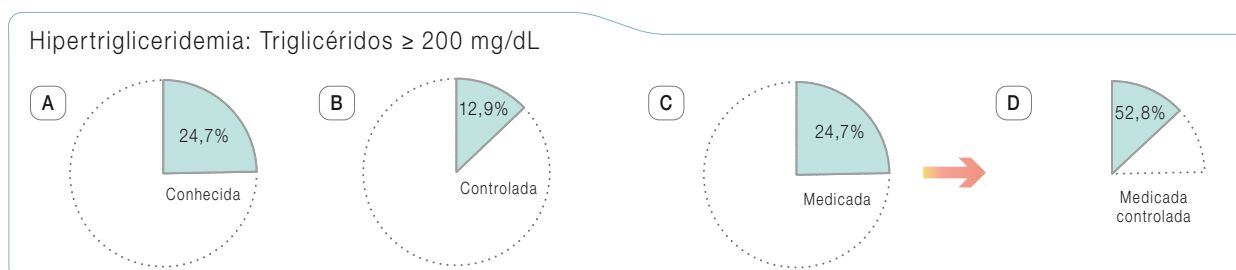 Hipertrigliceridemia: Triglicéridos ≥ 200 mg/dL
A
24,7%
Conhecida
B
12,9%
Controlada
C
24,7%
Medicada
D
52,8%
Medicada
controlada